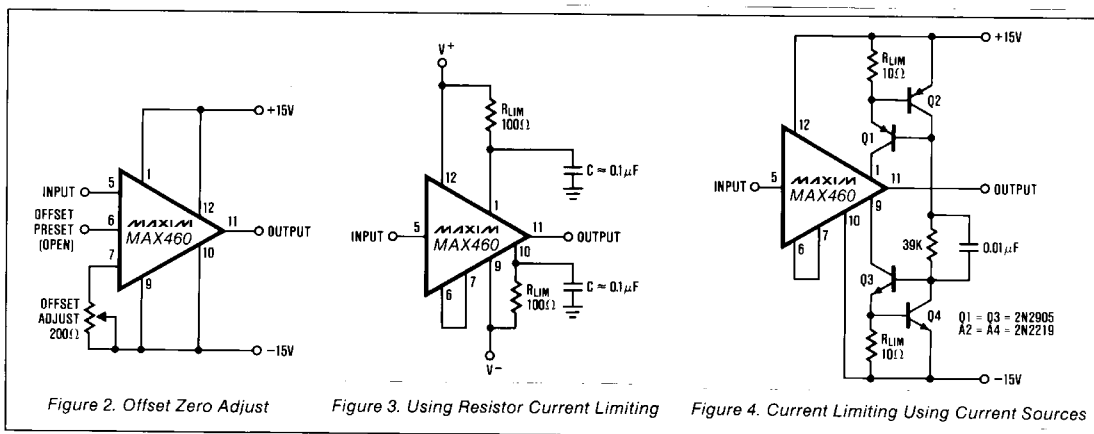 +15V
1
INPUT
5
OFFSET
PRESET
(OPEN)
6
MAXIM
MAX460
12
11
OUTPUT
10
7
9
OFFSET
ADJUST
200Ω
-15V
Figure 2. Offset Zero Adjust
V+
RLIM
100Ω
12
C ≈ 0.1µF
1
INPUT
5
MAXIM
MAX460
11
OUTPUT
10
9
6
7
C ≈ 0.1µF
RLIM
100Ω
V-
Figure 3. Using Resistor Current Limiting
+15V
RLIM
10Ω
Q2
12
Q1
1
INPUT
5
MAXIM
MAX460
11
OUTPUT
9
10
6
7
39K
0.01µF
Q3
Q4
Q1 = Q3 = 2N2905
A2 = A4 = 2N2219
RLIM
10Ω
-15V
Figure 4. Current Limiting Using Current Sources